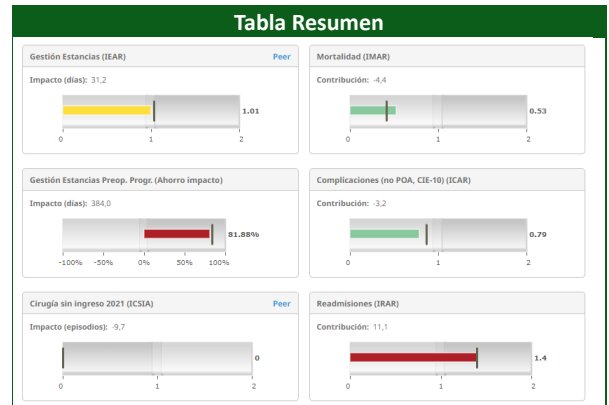 Tabla Resumen
Gestión Estancias (IEAR) Peer
Impacto (días): 31,2
1.01
0 1 2
Mortalidad (IMAR)
Contribución: -4,4
0.53
0 1 2
Gestión Estancias Preop. Progr. (Ahorro impacto)
Impacto (días): 384,0
81.88%
-100% -50% 0% 50% 100%
Complicaciones (no POA, CIE-10) (ICAR)
Contribución: -3,2
0.79
0 1 2
Cirugía sin ingreso 2021 (ICSIA) Peer
Impacto (episodios): -9,7
0
0 1 2
Readmisiones (IRAR)
Contribución: 11,1
1.4
0 1 2